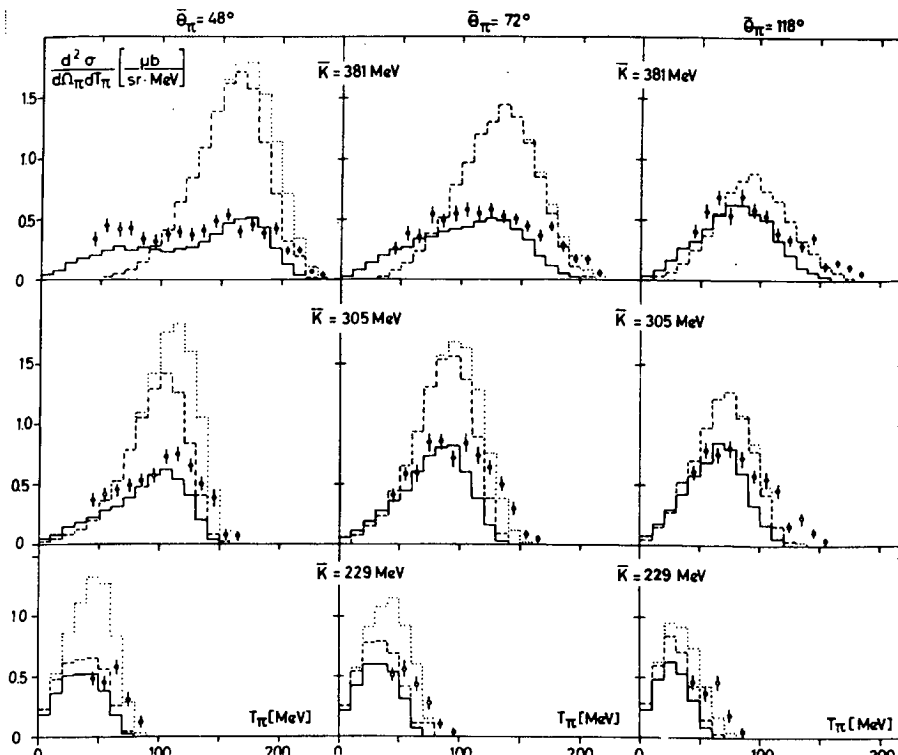 θ̄π = 48° θ̄π = 72° θ̄π = 118°
d²σ/dΩπdTπ [μb/sr·MeV]
K̄ = 381 MeV K̄ = 381 MeV
1.5
1.0
0.5
0
K̄ = 305 MeV K̄ = 305 MeV
1.5
1.0
0.5
0
K̄ = 229 MeV K̄ = 229 MeV
1.0
0.5
Tπ [MeV] Tπ [MeV] Tπ [MeV]
0 100 200 0 100 200 0 100 200